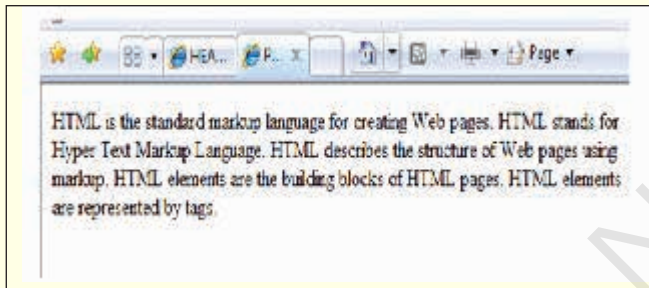 HEA...
P...
X
Page
HTML is the standard markup language for creating Web pages. HTML stands for
Hyper Text Markup Language. HTML describes the structure of Web pages using
markup. HTML elements are the building blocks of HTML pages. HTML elements
are represented by tags.